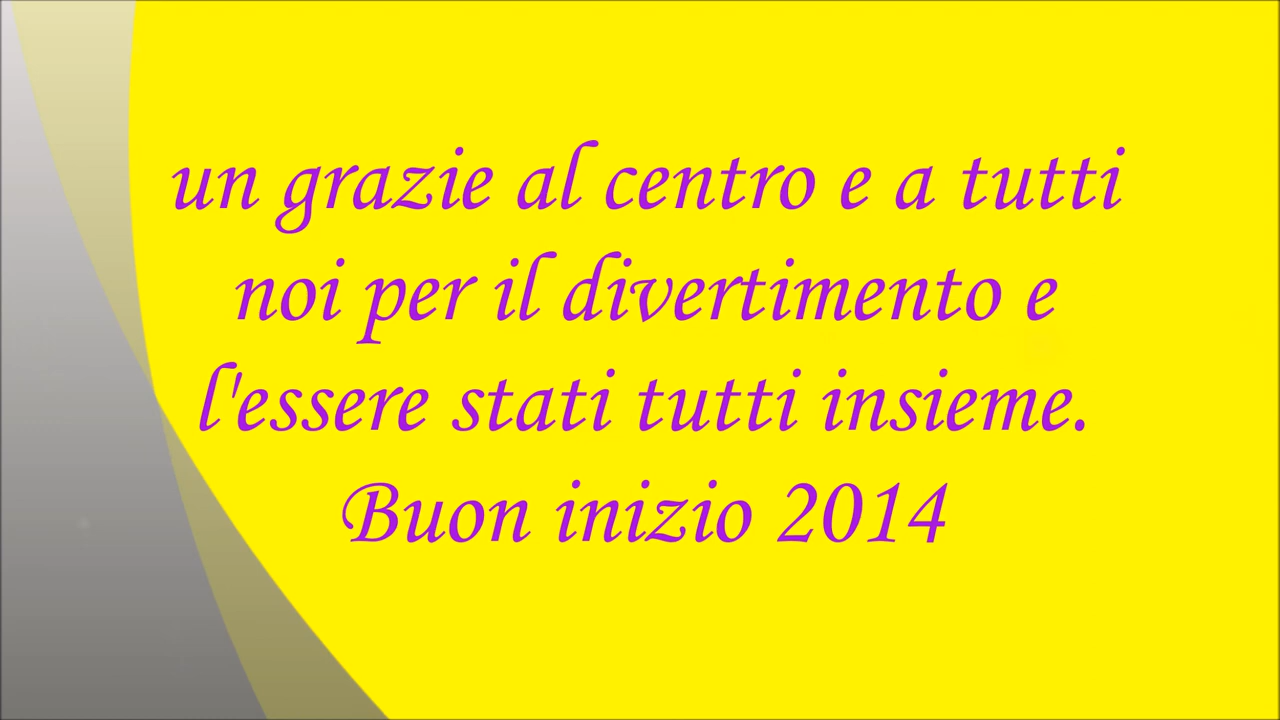 un grazie al centro e a tutti
noi per il divertimento e
l'essere stati tutti insieme.
Buon inizio 2014